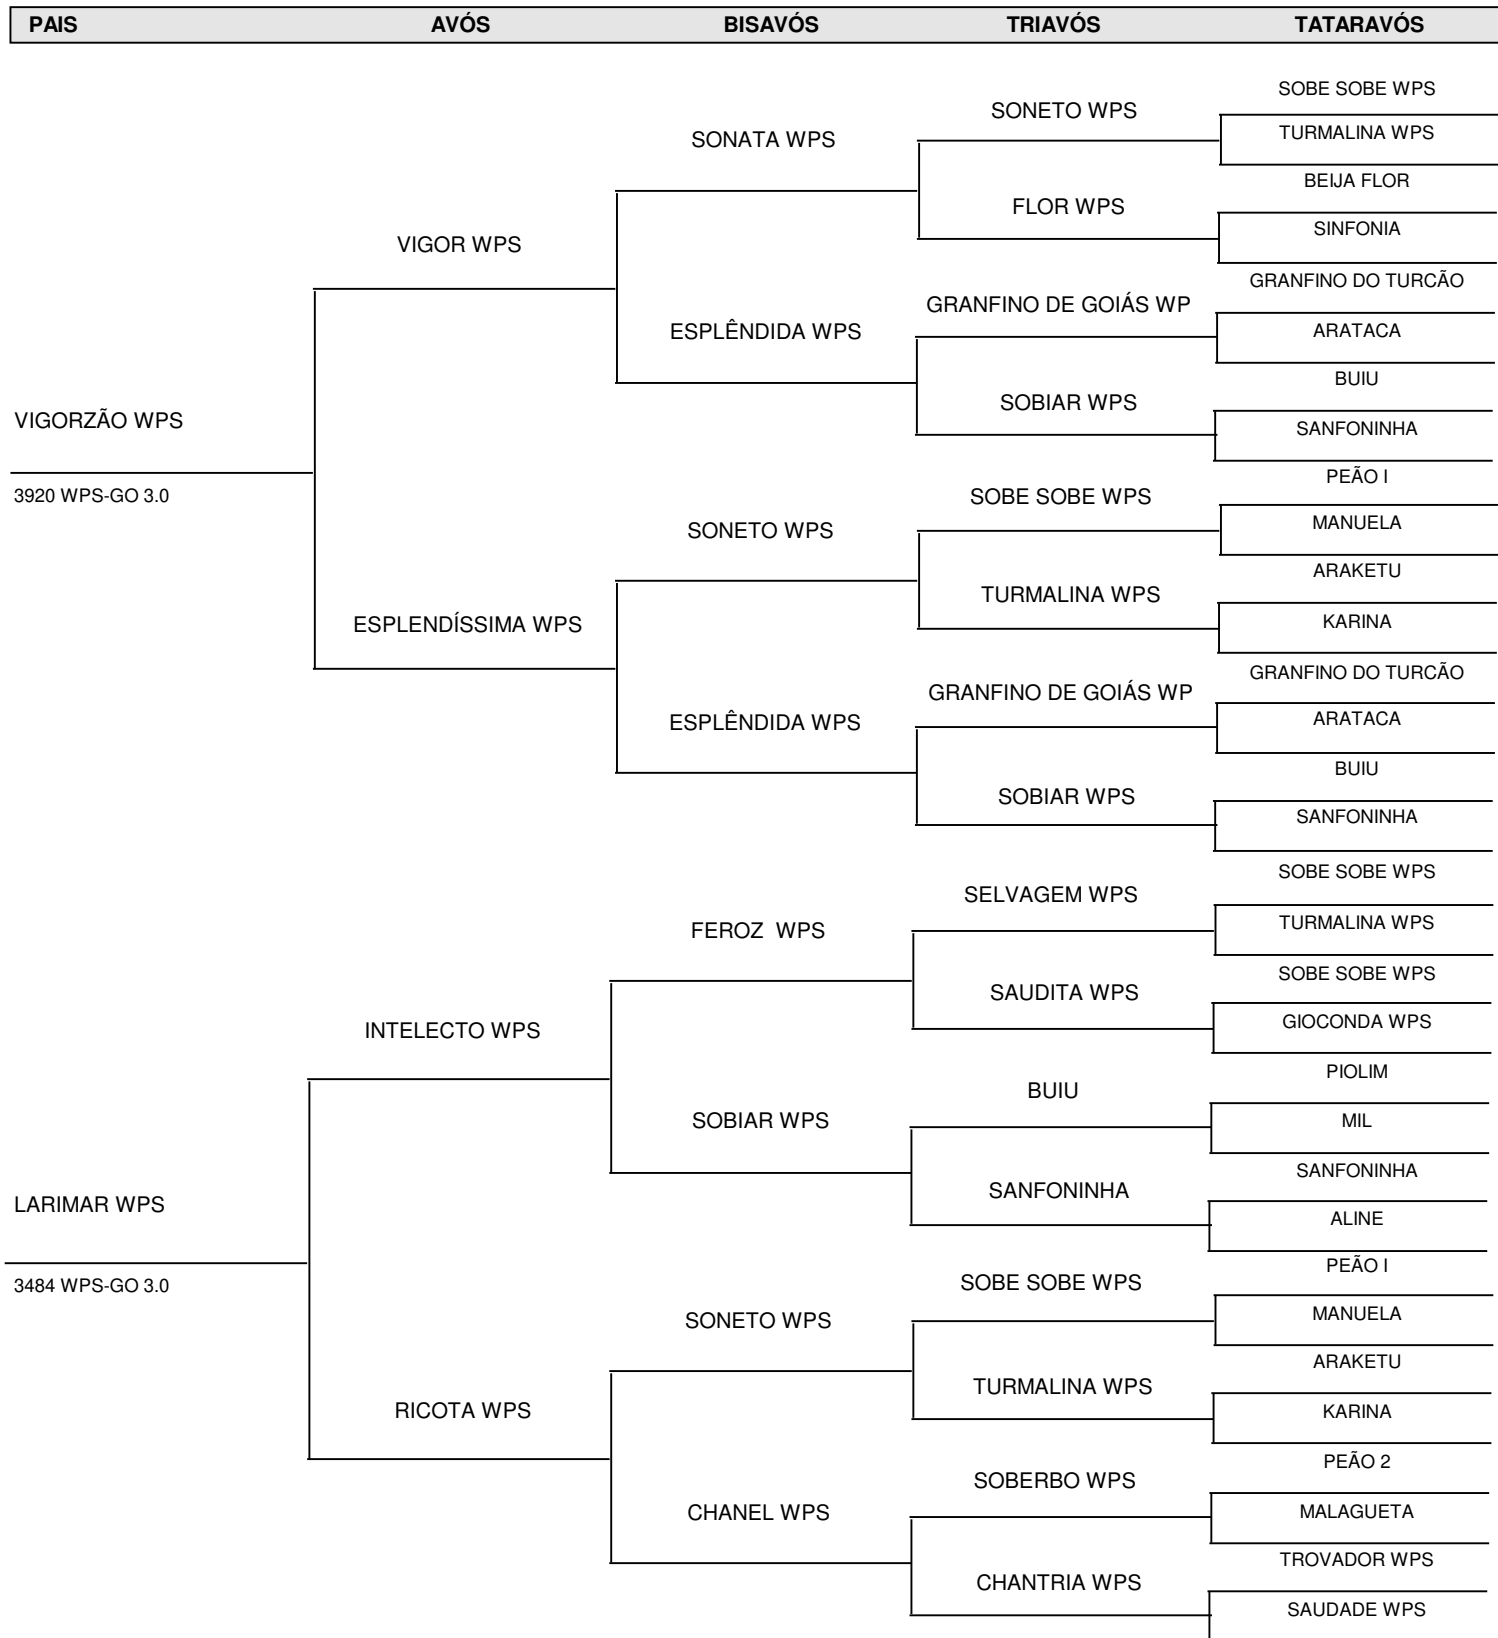 PAIS AVÓS BISAVÓS TRIAVÓS TATARAVÓS
SOBE SOBE WPS
SONETO WPS
TURMALINA WPS
SONATA WPS
BEIJA FLOR
FLOR WPS
SINFONIA
VIGOR WPS
GRANFINO DO TURCÃO
GRANFINO DE GOIÁS WP
ARATACA
ESPLÊNDIDA WPS
BUIU
SOBIAR WPS
VIGORZÃO WPS
SANFONINHA
PEÃO I
3920 WPS-GO 3.0
SOBE SOBE WPS
MANUELA
SONETO WPS
ARAKETU
TURMALINA WPS
KARINA
ESPLENDÍSSIMA WPS
GRANFINO DO TURCÃO
GRANFINO DE GOIÁS WP
ARATACA
ESPLÊNDIDA WPS
BUIU
SOBIAR WPS
SANFONINHA
SOBE SOBE WPS
SELVAGEM WPS
TURMALINA WPS
FEROZ  WPS
SOBE SOBE WPS
SAUDITA WPS
GIOCONDA WPS
INTELECTO WPS
PIOLIM
BUIU
MIL
SOBIAR WPS
SANFONINHA
SANFONINHA
LARIMAR WPS
ALINE
PEÃO I
SOBE SOBE WPS
3484 WPS-GO 3.0
MANUELA
SONETO WPS
ARAKETU
TURMALINA WPS
KARINA
RICOTA WPS
PEÃO 2
SOBERBO WPS
MALAGUETA
CHANEL WPS
TROVADOR WPS
CHANTRIA WPS
SAUDADE WPS